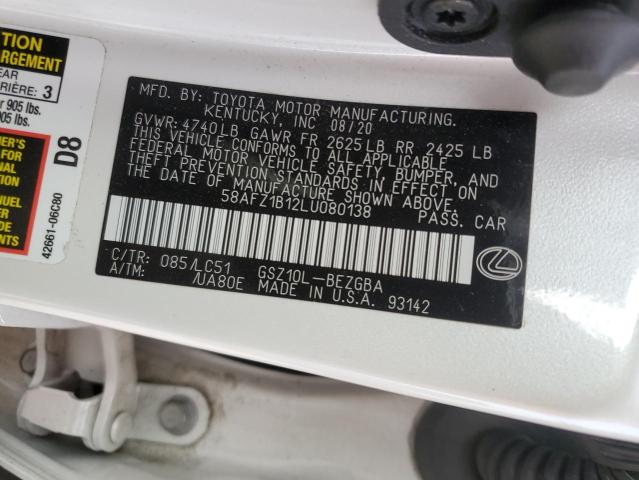 TION
ARGEMENT
EAR
RRIÈRE: 3
905 lbs.
905 lbs.
D8
42661-06C80
MFD. BY: TOYOTA MOTOR MANUFACTURING.
KENTUCKY, INC 08/20
GVWR: 4740LB GAWR FR 2625LB RR 2425 LB
THIS VEHICLE CONFORMS TO ALL APPLICABLE
FEDERAL MOTOR VEHICLE SAFETY, BUMPER, AND
THEFT PREVENTION STANDARDS IN EFFECT ON
THE DATE OF MANUFACTURE SHOWN ABOVE.
58AFZ1B12LU080138 PASS. CAR
C/TR: 085/LC51 GSZ10L-BEZGBA
A/TM: /UA80E MADE IN U.S.A. 93142